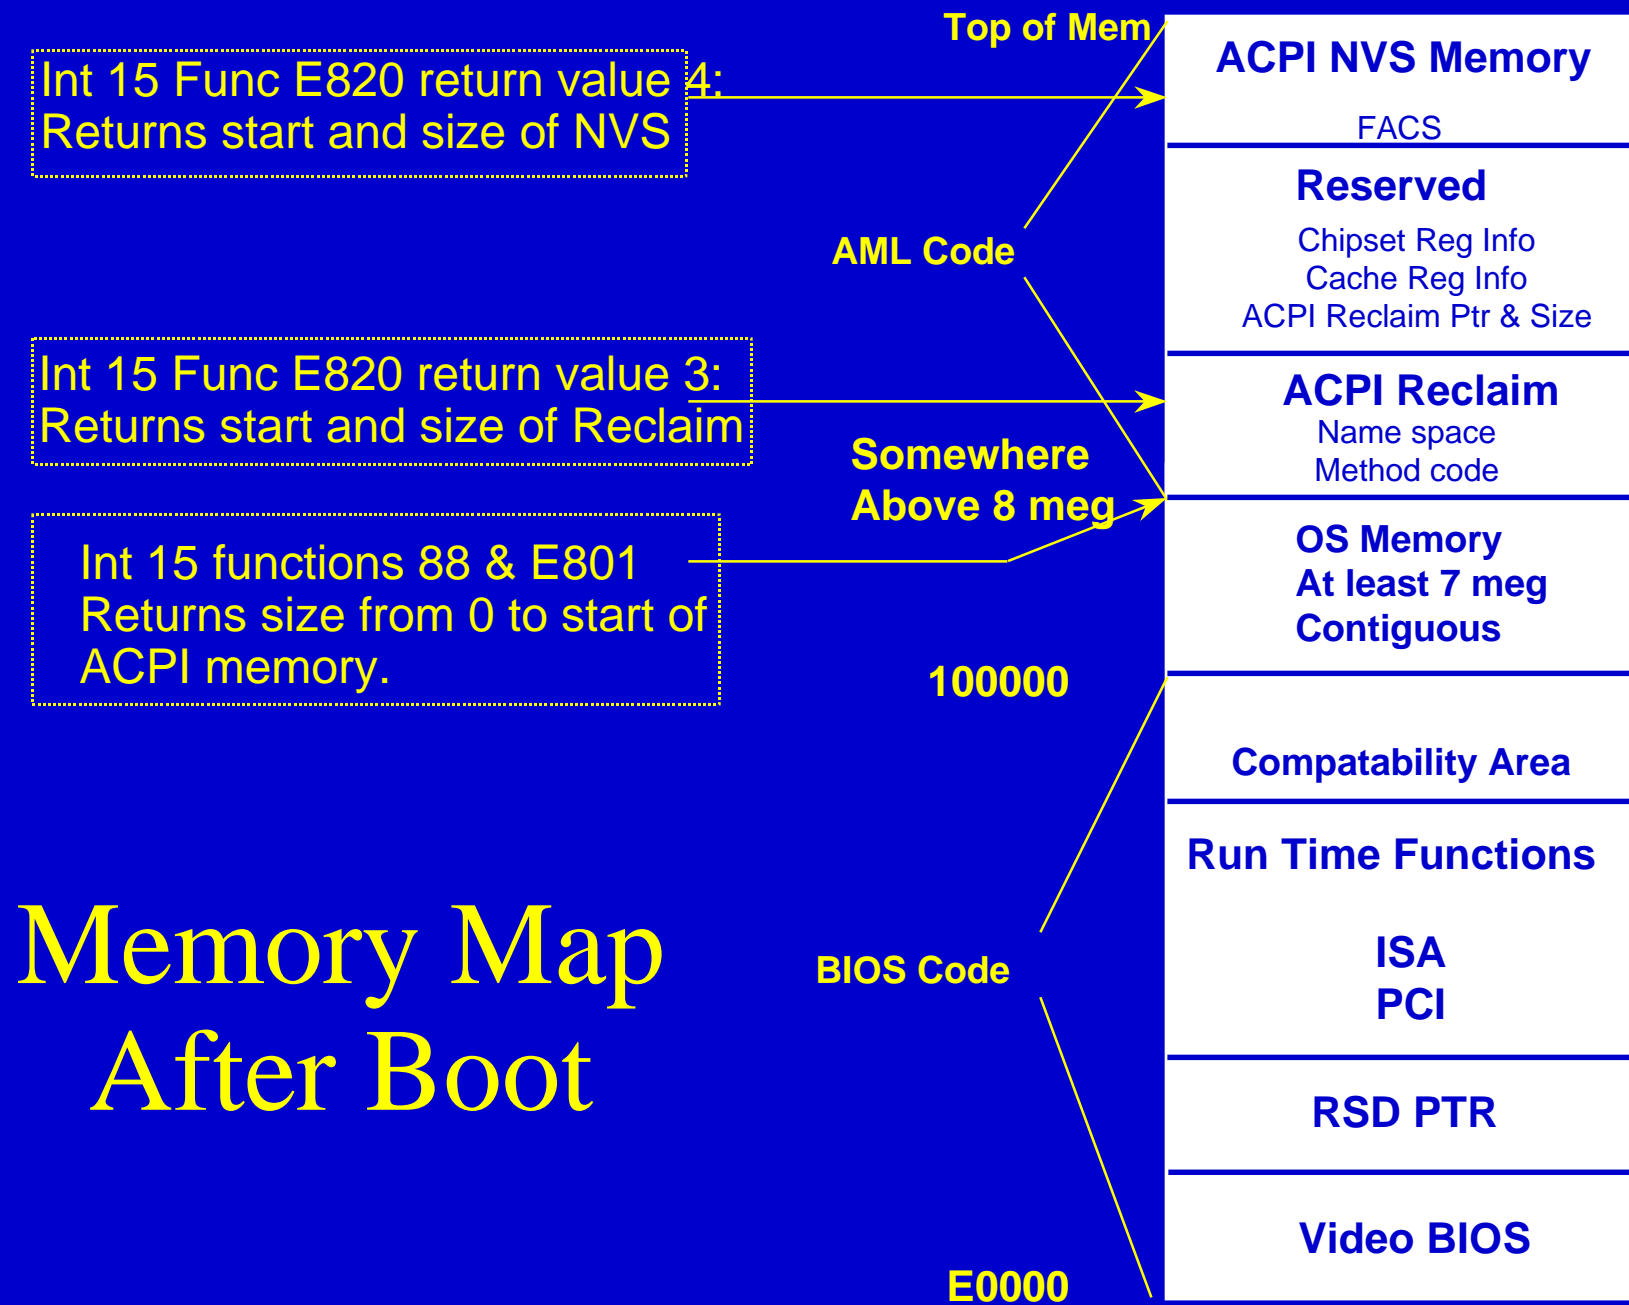 Top of Mem
Int 15 Func E820 return value 4:
Returns start and size of NVS
AML Code
Int 15 Func E820 return value 3:
Returns start and size of Reclaim
Somewhere
Above 8 meg
Int 15 functions 88 & E801
Returns size from 0 to start of
ACPI memory.
100000
Memory Map
After Boot
BIOS Code
E0000
ACPI NVS Memory
FACS
Reserved
Chipset Reg Info
Cache Reg Info
ACPI Reclaim Ptr & Size
ACPI Reclaim
Name space
Method code
OS Memory
At least 7 meg
Contiguous
Compatability Area
Run Time Functions
ISA
PCI
RSD PTR
Video BIOS